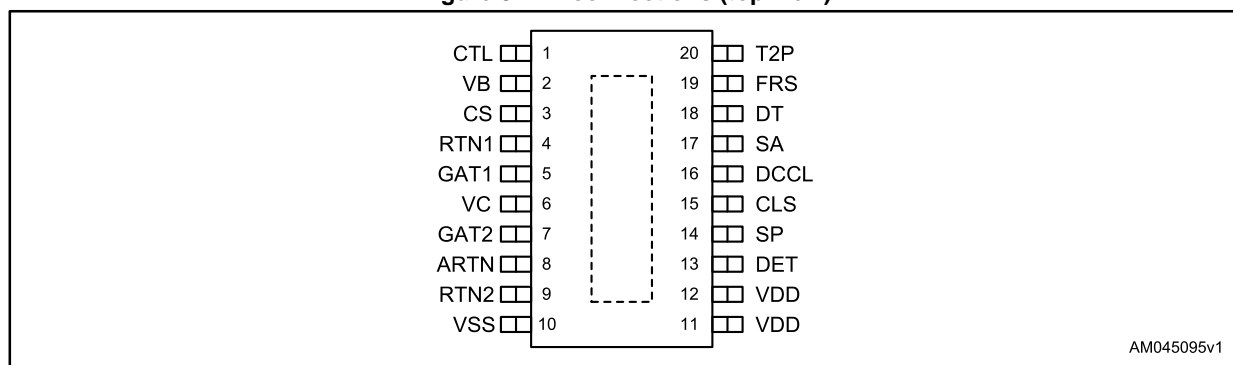 CTL 1 20 T2P
VB 2 19 FRS
CS 3 18 DT
RTN1 4 17 SA
GAT1 5 16 DCCL
VC 6 15 CLS
GAT2 7 14 SP
ARTN 8 13 DET
RTN2 9 12 VDD
VSS 10 11 VDD
AM045095v1